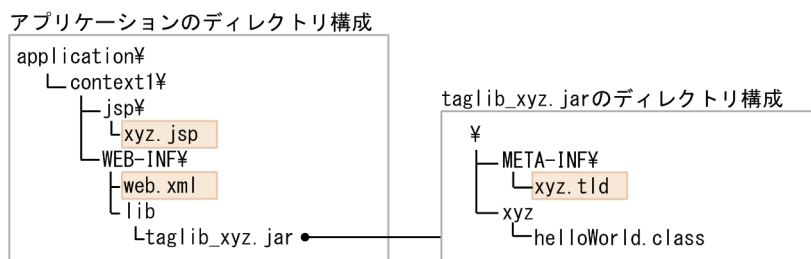 アプリケーションのディレクトリ構成
application¥
context1¥
jsp¥
xyz.jsp
WEB-INF¥
web.xml
lib
taglib_xyz.jar
taglib_xyz.jarのディレクトリ構成
¥
META-INF¥
xyz.tld
xyz
helloWorld.class